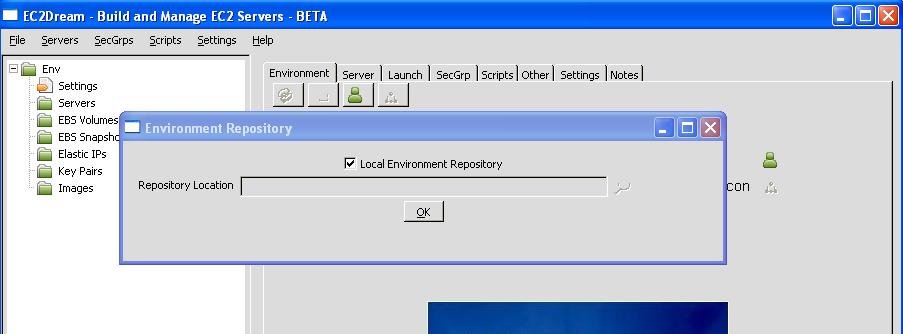 EC2Dream - Build and Manage EC2 Servers - BETA
File Servers SecGrps Scripts Settings Help
Env
Settings
Servers
EBS Volumes
EBS Snapsho
Elastic IPs
Key Pairs
Images
Environment Server Launch SecGrp Scripts Other Settings Notes
Environment Repository
Local Environment Repository
Repository Location
OK
con